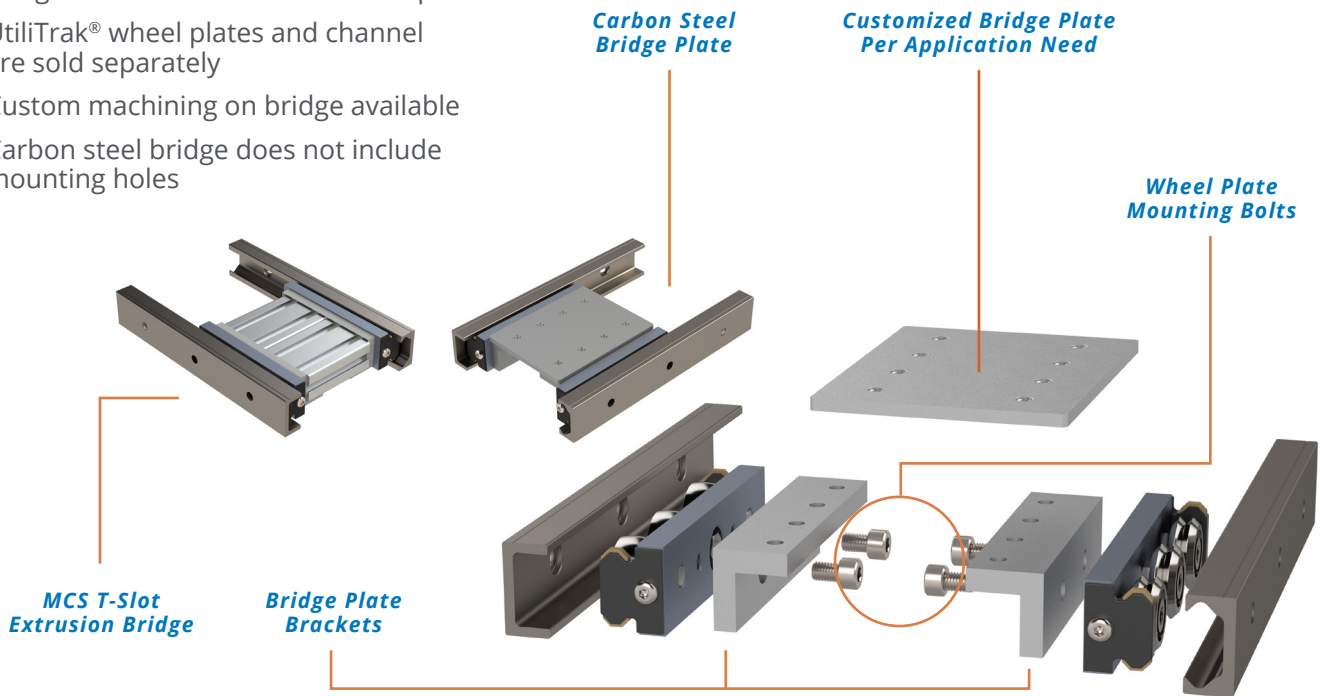 UtiliTrak® wheel plates and channel
are sold separately
Custom machining on bridge available
Carbon steel bridge does not include
mounting holes
Carbon Steel
Bridge Plate
Customized Bridge Plate
Per Application Need
Wheel Plate
Mounting Bolts
MCS T-Slot
Extrusion Bridge
Bridge Plate
Brackets